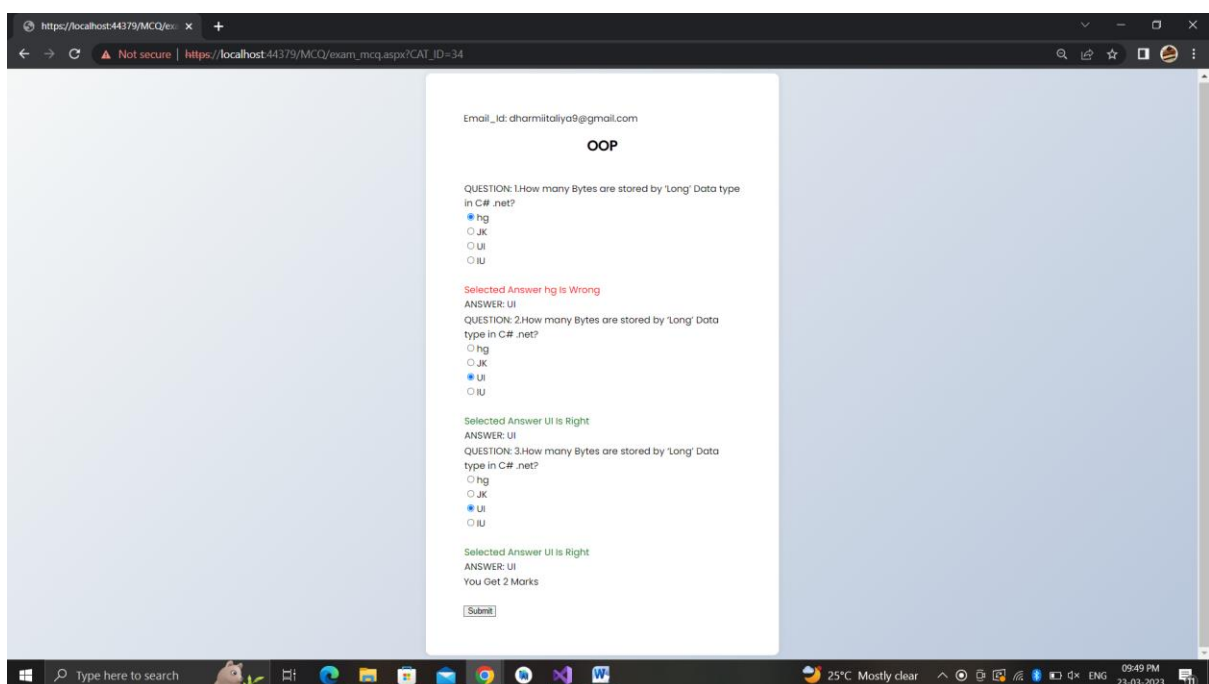 https://localhost:44379/MCQ/exa
Not secure | https://localhost:44379/MCQ/exam_mcq.aspx?CAT_ID=34
Email_Id: dharmiitaliya9@gmail.com
OOP
QUESTION: 1.How many Bytes are stored by ‘Long’ Data type
in C# .net?
hg
JK
UI
IU
Selected Answer hg Is Wrong
ANSWER: UI
QUESTION: 2.How many Bytes are stored by ‘Long’ Data
type in C# .net?
hg
JK
UI
IU
Selected Answer UI Is Right
ANSWER: UI
QUESTION: 3.How many Bytes are stored by ‘Long’ Data
type in C# .net?
hg
JK
UI
IU
Selected Answer UI Is Right
ANSWER: UI
You Get 2 Marks
Submit
Type here to search
25°C Mostly clear
ENG
09:49 PM
23-03-2023